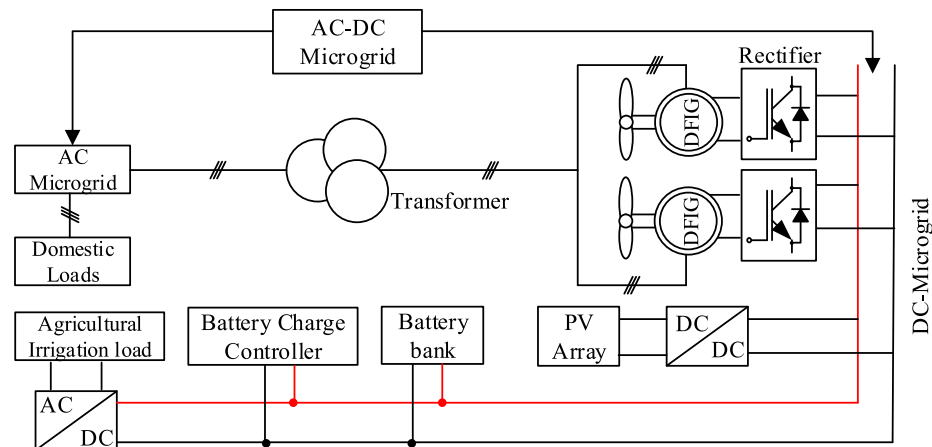 AC-DC
Microgrid
Rectifier
DFIG
AC
Microgrid
Transformer
DFIG
Domestic
Loads
DC-Microgrid
Agricultural
Irrigation load
Battery Charge
Controller
Battery
bank
PV
Array
DC
DC
AC
DC